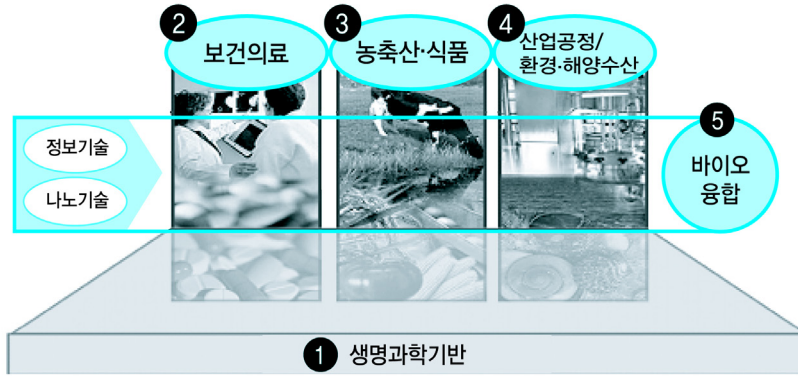 2
보건의료
3
농축산·식품
4
산업공정/
환경·해양수산
정보기술
나노기술
5
바이오
융합
1 생명과학기반